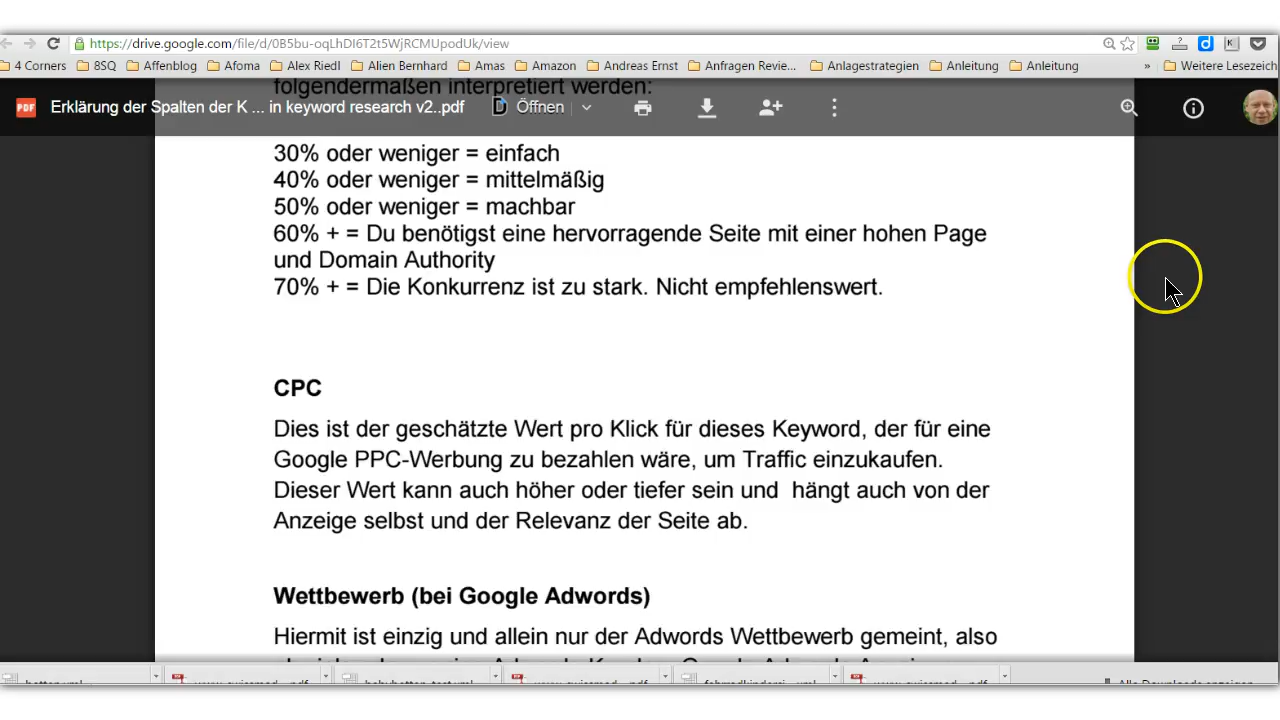 https://drive.google.com/file/d/0B5bu-oqLhDI6T2t5WjRCMUpodUk/view
4 Corners 8SQ Affenblog Afoma Alex Riedl Alien Bernhard Amas Amazon Andreas Ernst Anfragen Revie... Anlagestrategien Anleitung Anleitung » Weitere Lesezeich
folgendermaßen interpretiert werden:
PDF Erklärung der Spalten der K ... in keyword research v2..pdf Öffnen
30% oder weniger = einfach
40% oder weniger = mittelmäßig
50% oder weniger = machbar
60% + = Du benötigst eine hervorragende Seite mit einer hohen Page
und Domain Authority
70% + = Die Konkurrenz ist zu stark. Nicht empfehlenswert.
CPC
Dies ist der geschätzte Wert pro Klick für dieses Keyword, der für eine
Google PPC-Werbung zu bezahlen wäre, um Traffic einzukaufen.
Dieser Wert kann auch höher oder tiefer sein und hängt auch von der
Anzeige selbst und der Relevanz der Seite ab.
Wettbewerb (bei Google Adwords)
Hiermit ist einzig und allein nur der Adwords Wettbewerb gemeint, also
Alle Downloads anzeigen